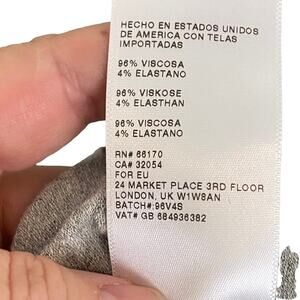 HECHO EN ESTADOS UNIDOS
DE AMERICA CON TELAS
IMPORTADAS
96% VISCOSA
4% ELASTANO
96% VISKOSE
4% ELASTHAN
96% VISCOSA
4% ELASTANO
RN# 66170
CA# 32054
FOR EU
24 MARKET PLACE 3RD FLOOR
LONDON, UK W1W8AN
BATCH#:96V4S
VAT# GB 684936382